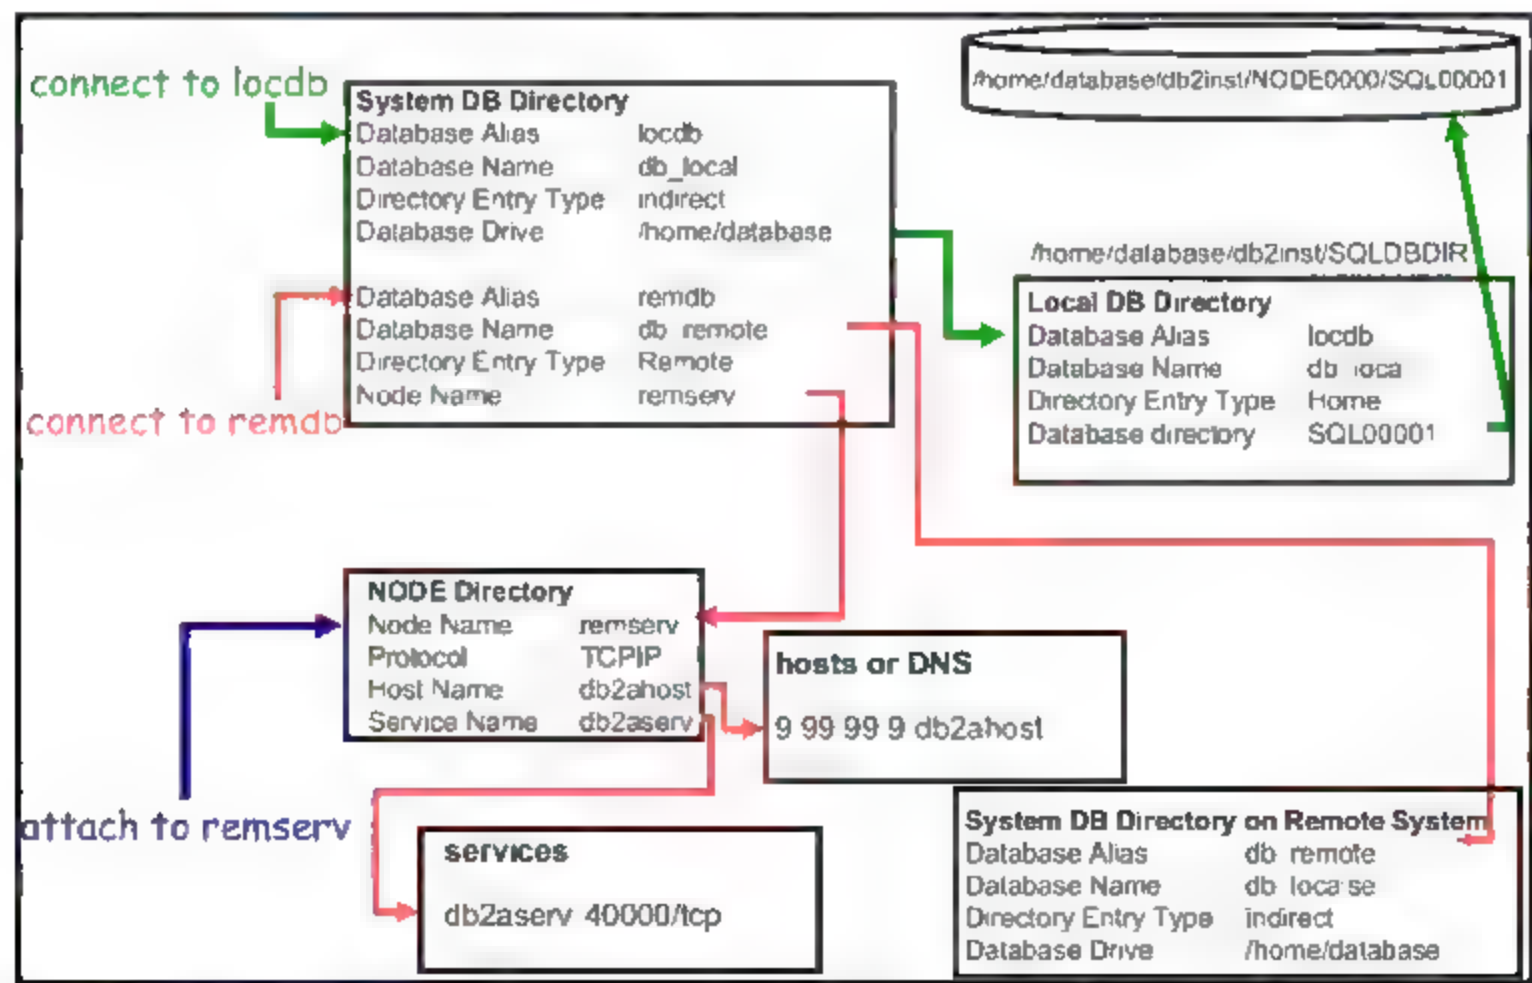 connect to locdb
System DB Directory
Database Alias locdb
Database Name db_local
Directory Entry Type indirect
Database Drive /home/database
Database Alias remdb
Database Name db remote
Directory Entry Type Remote
Node Name remserv
connect to remdb
/home/database/db2inst/NODE0000/SQL00001
/home/database/db2inst/SQLDBDIR
Local DB Directory
Database Alias locdb
Database Name
Directory Entry Type Home
Database directory SQL00001
NODE Directory
Node Name remserv
Protocol TCPIP
Host Name db2ahost
Service Name db2aserv
attach to remserv
hosts or DNS
9 99 99 9 db2ahost
services
db2aserv 40000/tcp
System DB Directory on Remote System
Database Alias db remote
Database Name
Directory Entry Type indirect
Database Drive /home/database